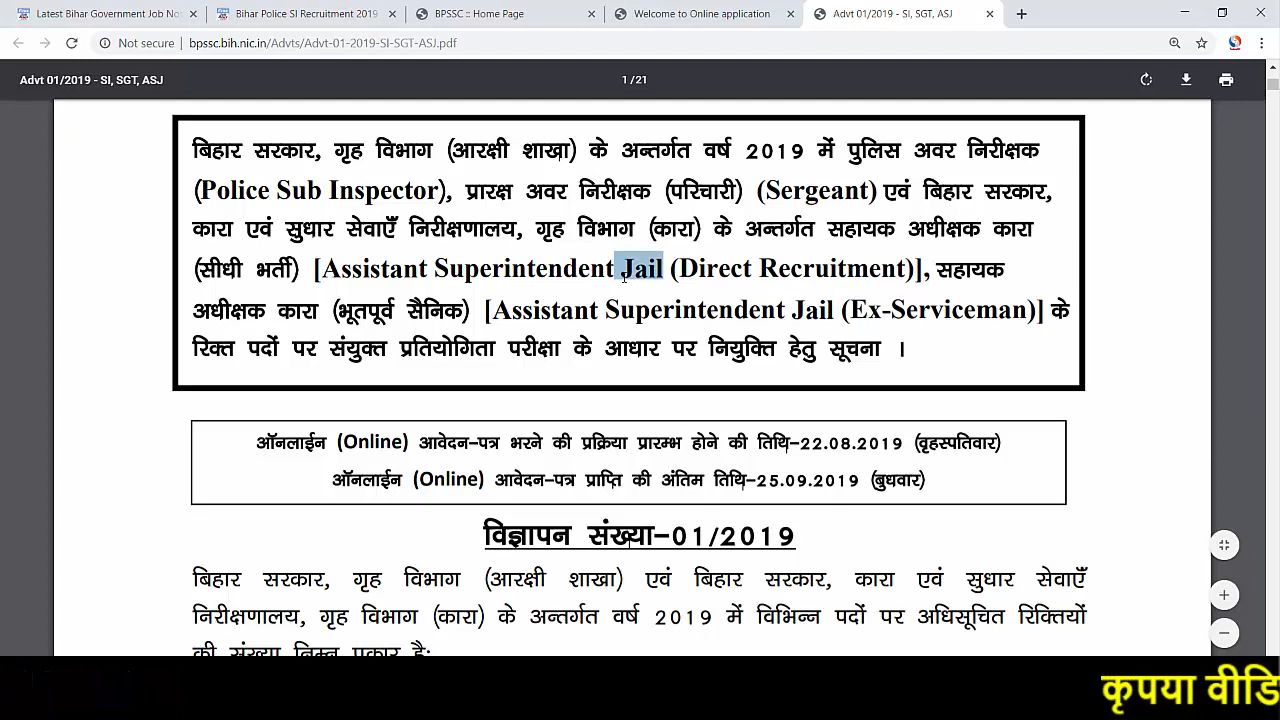 Latest Bihar Government Job No
Bihar Police SI Recruitment 2019
BPSSC :: Home Page
Welcome to Online application
Advt 01/2019 - SI, SGT, ASJ
Not secure
bpssc.bih.nic.in/Advts/Advt-01-2019-SI-SGT-ASJ.pdf
Advt 01/2019 - SI, SGT, ASJ
1 / 21
बिहार सरकार, गृह विभाग (आरक्षी शाखा) के अन्तर्गत वर्ष 2019 में पुलिस अवर निरीक्षक
(Police Sub Inspector), प्रारक्ष अवर निरीक्षक (परिचारी) (Sergeant) एवं बिहार सरकार,
कारा एवं सुधार सेवाएँ निरीक्षणालय, गृह विभाग (कारा) के अन्तर्गत सहायक अधीक्षक कारा
(सीधी भर्ती) [Assistant Superintendent Jail (Direct Recruitment)], सहायक
अधीक्षक कारा (भूतपूर्व सैनिक) [Assistant Superintendent Jail (Ex-Serviceman)] के
रिक्त पदों पर संयुक्त प्रतियोगिता परीक्षा के आधार पर नियुक्ति हेतु सूचना ।
ऑनलाईन (Online) आवेदन-पत्र भरने की प्रक्रिया प्रारम्भ होने की तिथि-22.08.2019 (वृहस्पतिवार)
ऑनलाईन (Online) आवेदन-पत्र प्राप्ति की अंतिम तिथि-25.09.2019 (बुधवार)
विज्ञापन संख्या-01/2019
बिहार सरकार, गृह विभाग (आरक्षी शाखा) एवं बिहार सरकार, कारा एवं सुधार सेवाएँ
निरीक्षणालय, गृह विभाग (कारा) के अन्तर्गत वर्ष 2019 में विभिन्न पदों पर अधिसूचित रिक्तियों
की संख्या निम्न प्रकार है:
कृपया वीडि